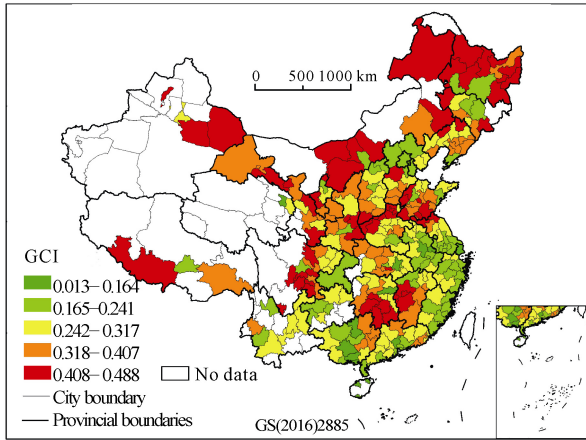 0 500 1000 km
GCI
0.013−0.164
0.165−0.241
0.242−0.317
0.318−0.407
0.408−0.488
No data
City boundary
Provincial boundaries
GS(2016)2885